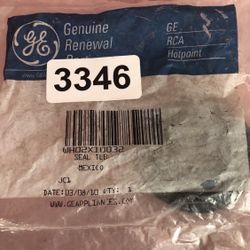 GE
Genuine
Renewal
GE
RCA
Hotpoint
3346
WH02X10032
SEAL TUB
MEXICO
JC1
DATE:03/08/10 QTY: 1
WWW.GEAPPLIANCES.COM